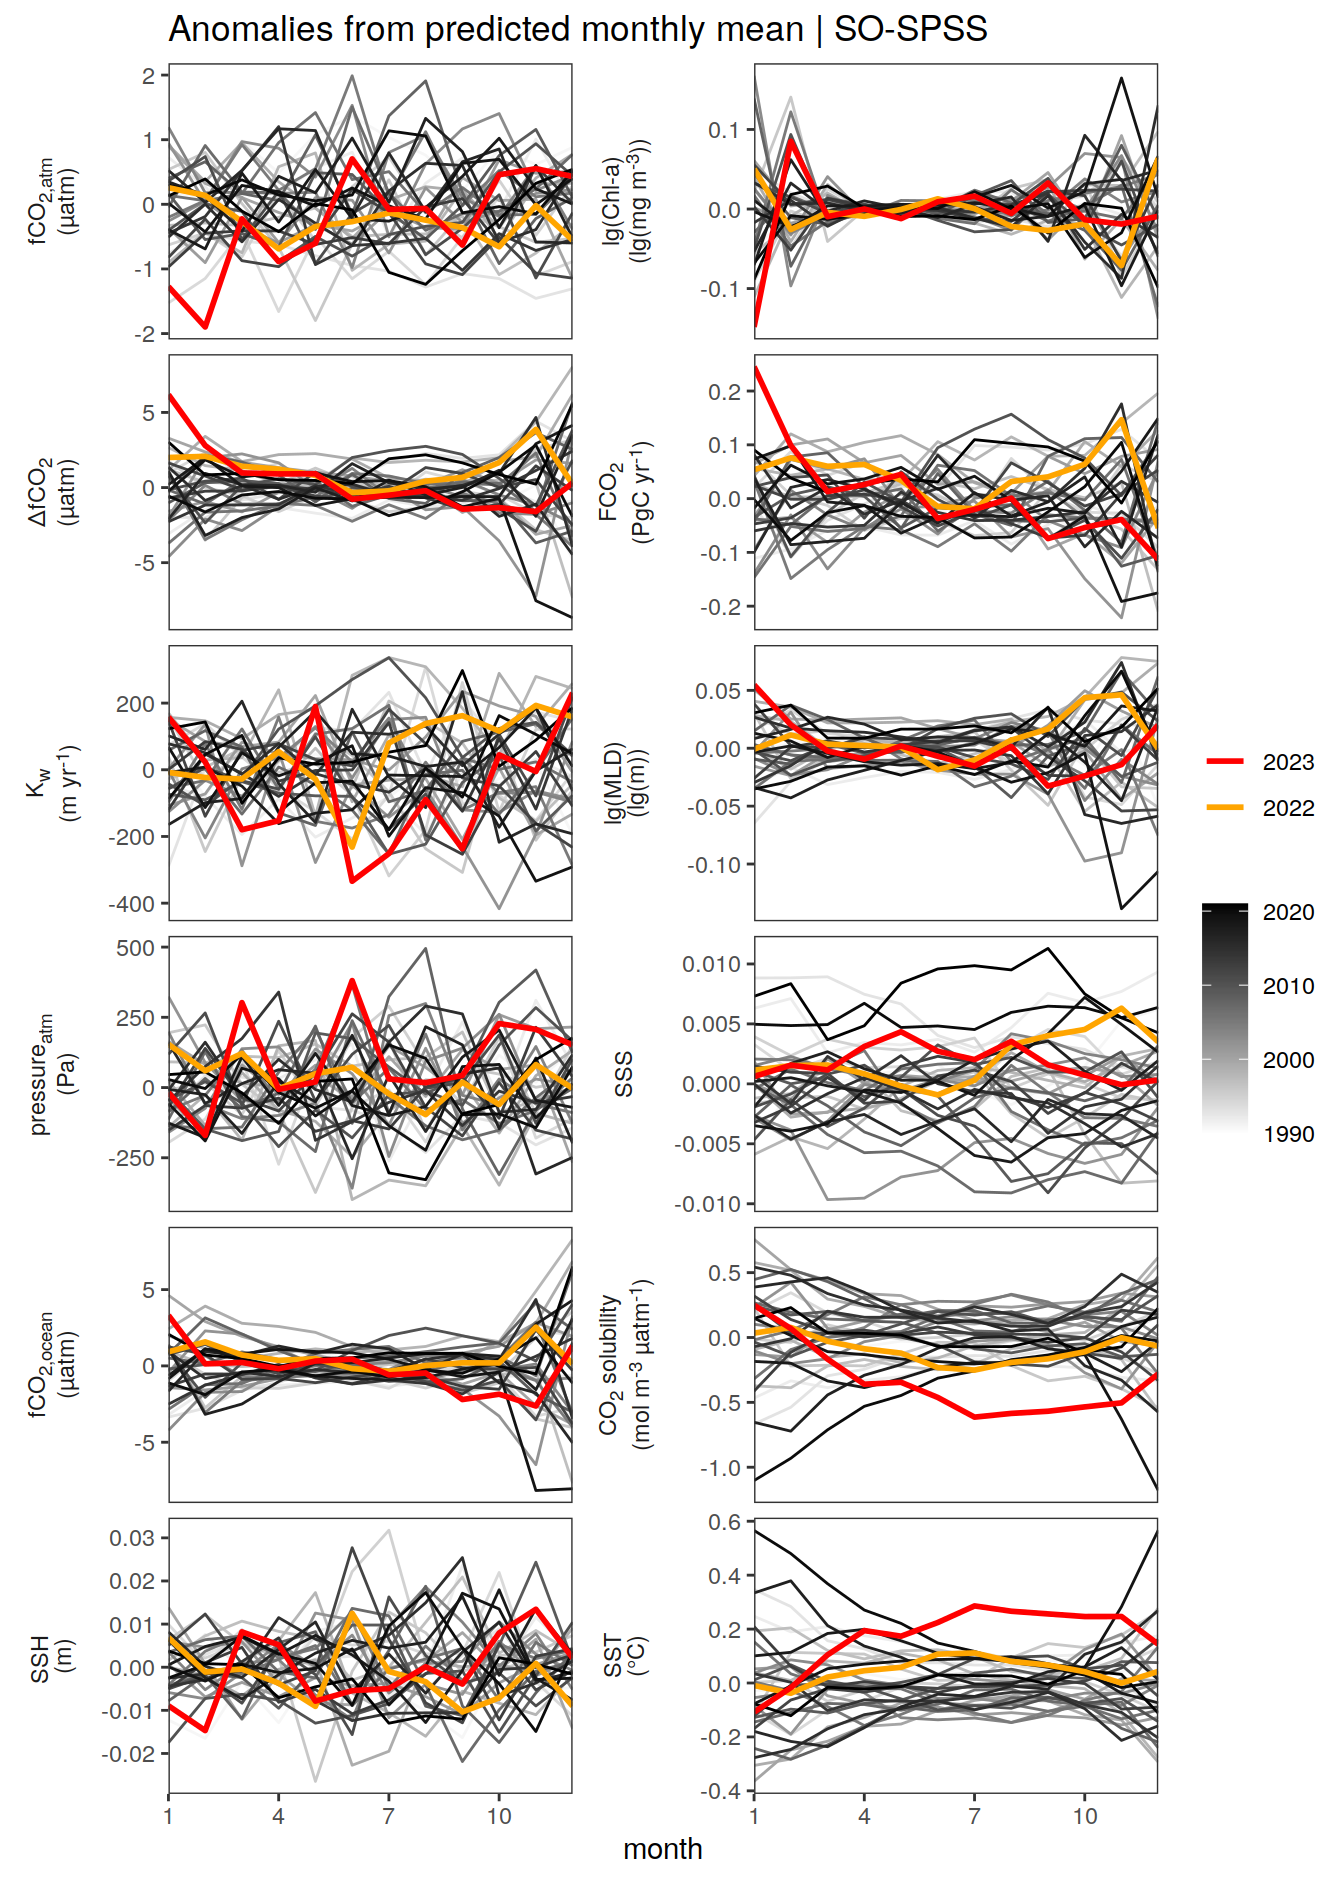 Anomalies from predicted monthly mean | SO-SPSS
fCO2,atm
(µatm)
2
1
0
-1
-2
lg(Chl-a)
(lg(mg m-3))
0.1
0.0
-0.1
ΔfCO2
(µatm)
5
0
-5
FCO2
(PgC yr-1)
0.2
0.1
0.0
-0.1
-0.2
Kw
(m yr-1)
200
0
-200
-400
lg(MLD)
(lg(m))
0.05
0.00
-0.05
-0.10
pressureatm
(Pa)
500
250
0
-250
SSS
0.010
0.005
0.000
-0.005
-0.010
fCO2,ocean
(µatm)
5
0
-5
CO2 solubility
(mol m-3 µatm-1)
0.5
0.0
-0.5
-1.0
SSH
(m)
0.03
0.02
0.01
0.00
-0.01
-0.02
SST
(°C)
0.6
0.4
0.2
0.0
-0.2
-0.4
1 4 7 10
1 4 7 10
month
2023
2022
2020
2010
2000
1990